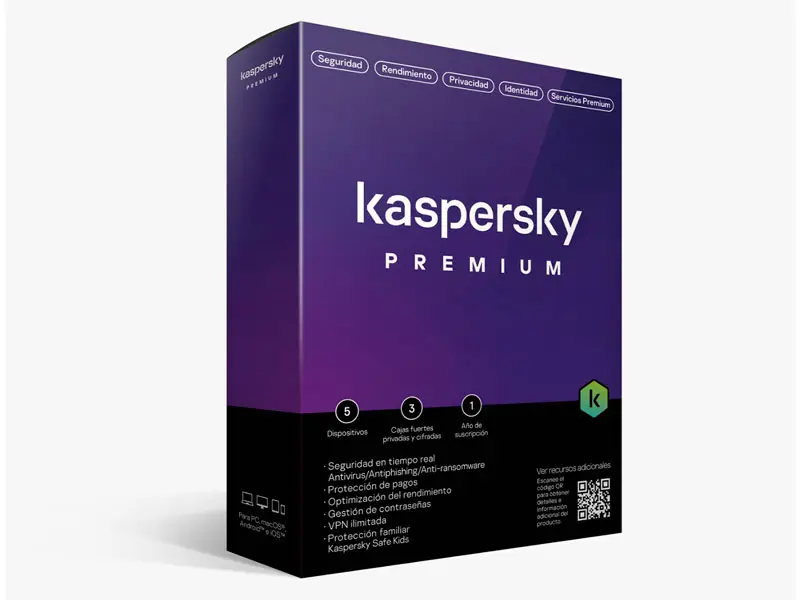 kaspersky
PREMIUM
Seguridad
Rendimiento
Privacidad
Identidad
Servicios Premium
kaspersky
PREMIUM
5
Dispositivos
3
Cajas fuertes
privadas y cifradas
1
Año de
suscripción
k
· Seguridad en tiempo real
Antivirus/Antiphishing/Anti-ransomware
· Protección de pagos
· Optimización del rendimiento
· Gestión de contraseñas
· VPN ilimitada
· Protección familiar
Kaspersky Safe Kids
Ver recursos adicionales
Escanee el
código QR
para obtener
detalles e
información
adicional del
producto.
Para PC, macOS®,
Android™ e iOS™